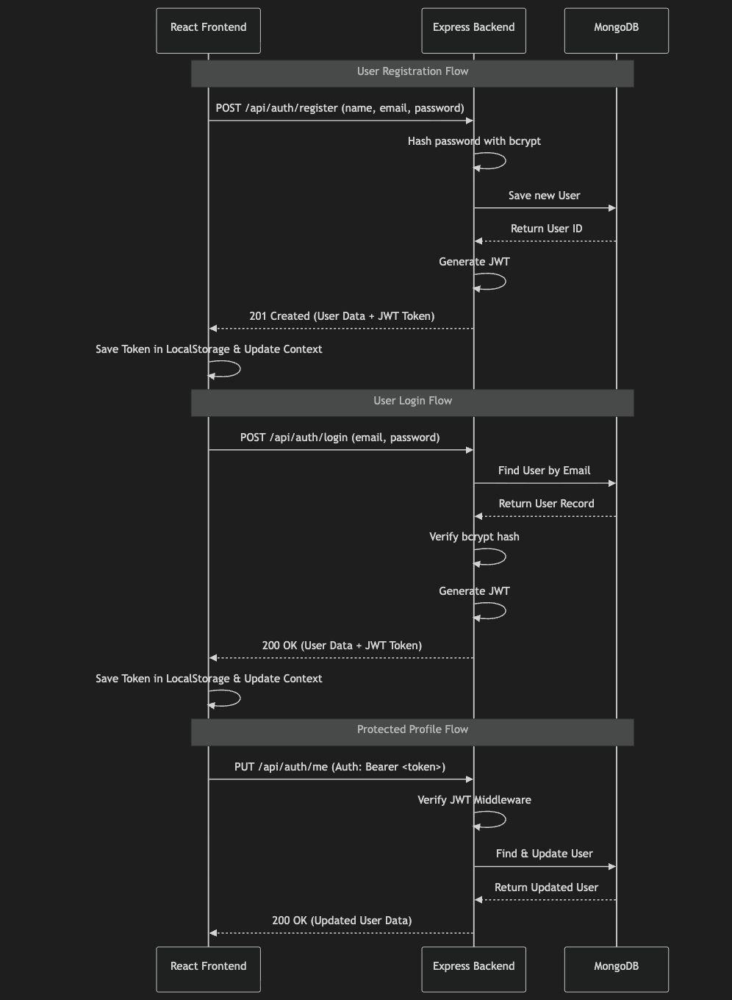 React Frontend
Express Backend
MongoDB
User Registration Flow
POST /api/auth/register (name, email, password)
Hash password with bcrypt
Save new User
Return User ID
Generate JWT
201 Created (User Data + JWT Token)
Save Token in LocalStorage & Update Context
User Login Flow
POST /api/auth/login (email, password)
Find User by Email
Return User Record
Verify bcrypt hash
Generate JWT
200 OK (User Data + JWT Token)
Save Token in LocalStorage & Update Context
Protected Profile Flow
PUT /api/auth/me (Auth: Bearer <token>)
Verify JWT Middleware
Find & Update User
Return Updated User
200 OK (Updated User Data)
React Frontend
Express Backend
MongoDB